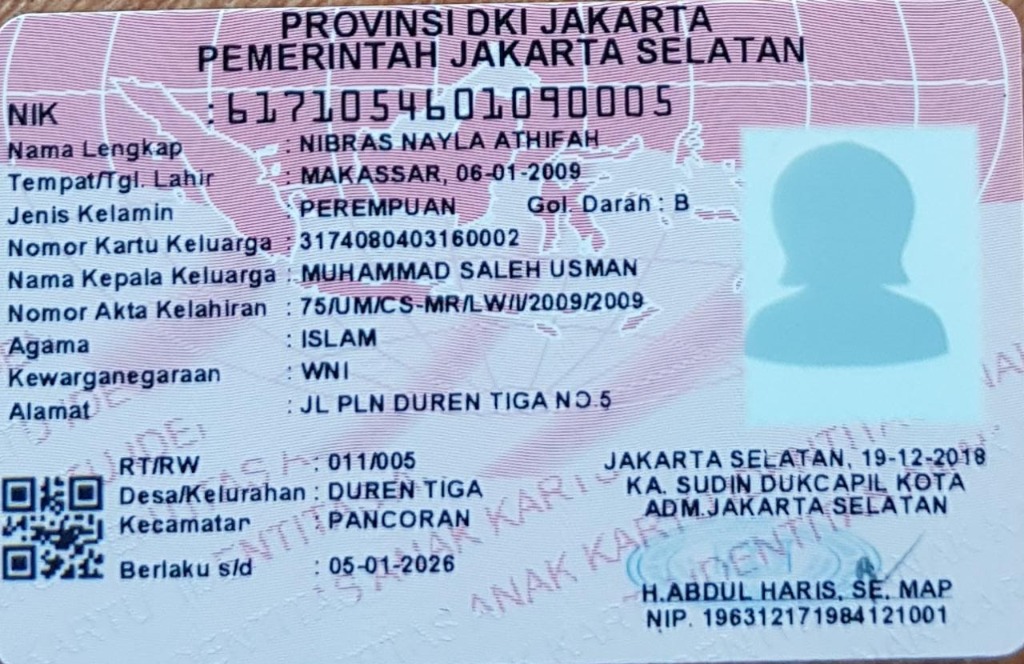 PROVINSI DKI JAKARTA
PEMERINTAH JAKARTA SELATAN
NIK : 6171054601090005
Nama Lengkap : NIBRAS NAYLA ATHIFAH
Tempat/Tgl. Lahir : MAKASSAR, 06-01-2009
Jenis Kelamin : PEREMPUAN Gol. Darah : B
Nomor Kartu Keluarga : 3174080403160002
Nama Kepala Keluarga : MUHAMMAD SALEH USMAN
Nomor Akta Kelahiran : 75/UM/CS-MR/LW/I/2009/2009
Agama : ISLAM
Kewarganegaraan : WNI
Alamat : JL PLN DUREN TIGA NO.5
RT/RW : 011/005
Desa/Kelurahan : DUREN TIGA
Kecamatan : PANCORAN
Berlaku s/d : 05-01-2026
JAKARTA SELATAN, 19-12-2018
KA. SUDIN DUKCAPIL KOTA
ADM.JAKARTA SELATAN
H.ABDUL HARIS, SE, MAP
NIP. 196312171984121001